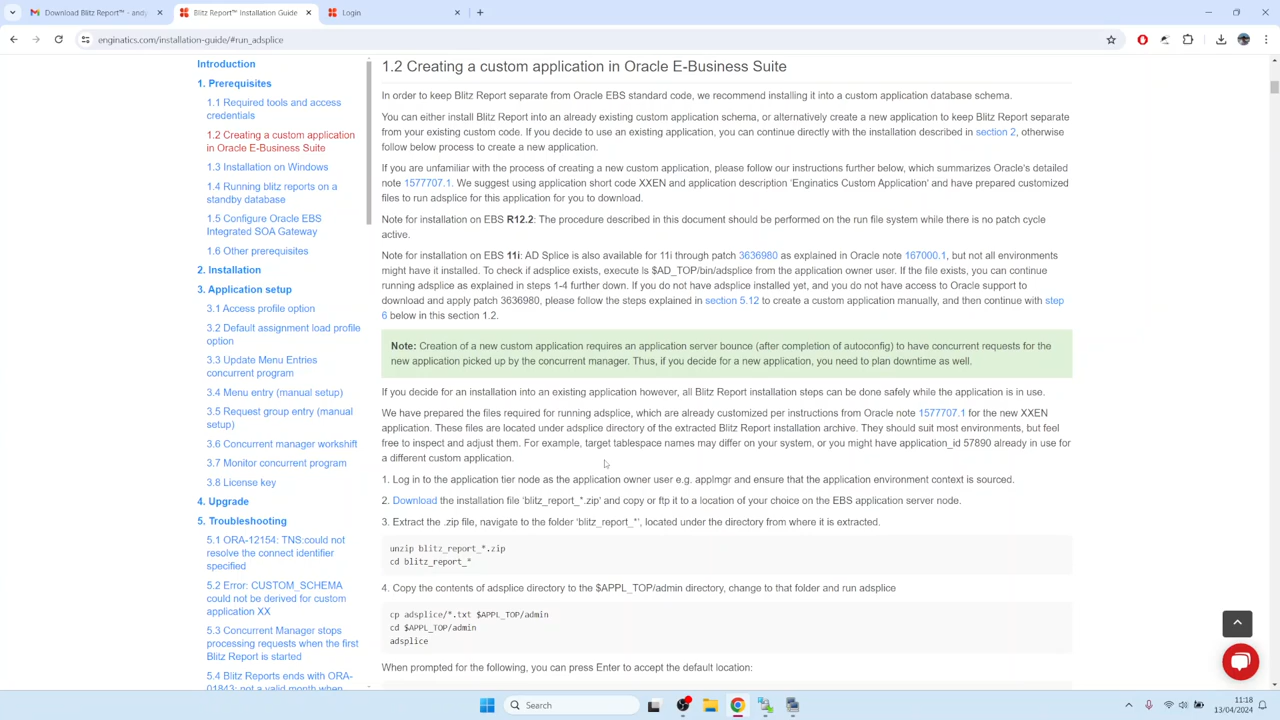 Download Blitz Report™ - andy
Blitz Report™ Installation Guide
Login
enginatics.com/installation-guide/#run_adsplice
Introduction
1. Prerequisites
1.1 Required tools and access
credentials
1.2 Creating a custom application
in Oracle E-Business Suite
1.3 Installation on Windows
1.4 Running blitz reports on a
standby database
1.5 Configure Oracle EBS
Integrated SOA Gateway
1.6 Other prerequisites
2. Installation
3. Application setup
3.1 Access profile option
3.2 Default assignment load profile
option
3.3 Update Menu Entries
concurrent program
3.4 Menu entry (manual setup)
3.5 Request group entry (manual
setup)
3.6 Concurrent manager workshift
3.7 Monitor concurrent program
3.8 License key
4. Upgrade
5. Troubleshooting
5.1 ORA-12154: TNS:could not
resolve the connect identifier
specified
5.2 Error: CUSTOM_SCHEMA
could not be derived for custom
application XX
5.3 Concurrent Manager stops
processing requests when the first
Blitz Report is started
5.4 Blitz Reports ends with ORA-
01843: not a valid month when
1.2 Creating a custom application in Oracle E-Business Suite
In order to keep Blitz Report separate from Oracle EBS standard code, we recommend installing it into a custom application database schema.
You can either install Blitz Report into an already existing custom application schema, or alternatively create a new application to keep Blitz Report separate
from your existing custom code. If you decide to use an existing application, you can continue directly with the installation described in section 2, otherwise
follow below process to create a new application.
If you are unfamiliar with the process of creating a new custom application, please follow our instructions further below, which summarizes Oracle's detailed
note 1577707.1. We suggest using application short code XXEN and application description 'Enginatics Custom Application' and have prepared customized
files to run adsplice for this application for you to download.
Note for installation on EBS R12.2: The procedure described in this document should be performed on the run file system while there is no patch cycle
active.
Note for installation on EBS 11i: AD Splice is also available for 11i through patch 3636980 as explained in Oracle note 167000.1, but not all environments
might have it installed. To check if adsplice exists, execute ls $AD_TOP/bin/adsplice from the application owner user. If the file exists, you can continue
running adsplice as explained in steps 1-4 further down. If you do not have adsplice installed yet, and you do not have access to Oracle support to
download and apply patch 3636980, please follow the steps explained in section 5.12 to create a custom application manually, and then continue with step
6 below in this section 1.2.
Note: Creation of a new custom application requires an application server bounce (after completion of autoconfig) to have concurrent requests for the
new application picked up by the concurrent manager. Thus, if you decide for a new application, you need to plan downtime as well.
If you decide for an installation into an existing application however, all Blitz Report installation steps can be done safely while the application is in use.
We have prepared the files required for running adsplice, which are already customized per instructions from Oracle note 1577707.1 for the new XXEN
application. These files are located under adsplice directory of the extracted Blitz Report installation archive. They should suit most environments, but feel
free to inspect and adjust them. For example, target tablespace names may differ on your system, or you might have application_id 57890 already in use for
a different custom application.
1. Log in to the application tier node as the application owner user e.g. applmgr and ensure that the application environment context is sourced.
2. Download the installation file 'blitz_report_*.zip' and copy or ftp it to a location of your choice on the EBS application server node.
3. Extract the .zip file, navigate to the folder 'blitz_report_*', located under the directory from where it is extracted.
unzip blitz_report_*.zip
cd blitz_report_*
4. Copy the contents of adsplice directory to the $APPL_TOP/admin directory, change to that folder and run adsplice
cp adsplice/*.txt $APPL_TOP/admin
cd $APPL_TOP/admin
adsplice
When prompted for the following, you can press Enter to accept the default location:
Search
11:18
13/04/2024